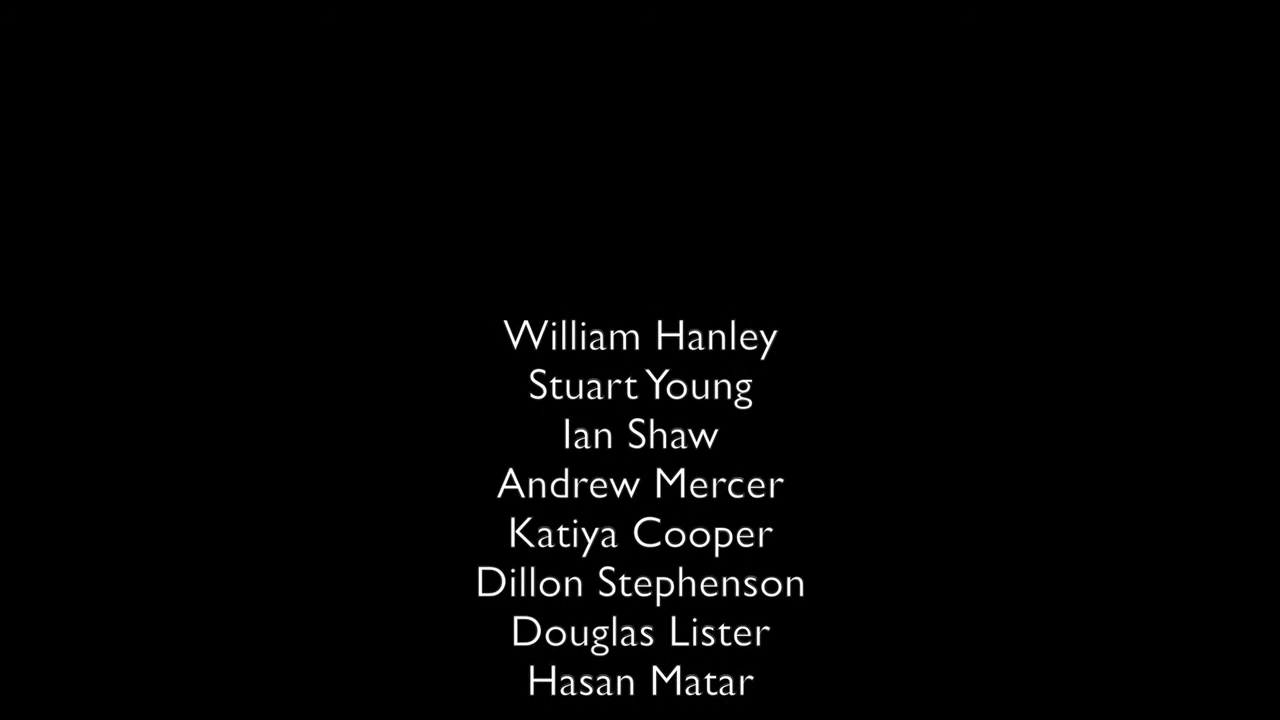 William Hanley
Stuart Young
Ian Shaw
Andrew Mercer
Katiya Cooper
Dillon Stephenson
Douglas Lister
Hasan Matar